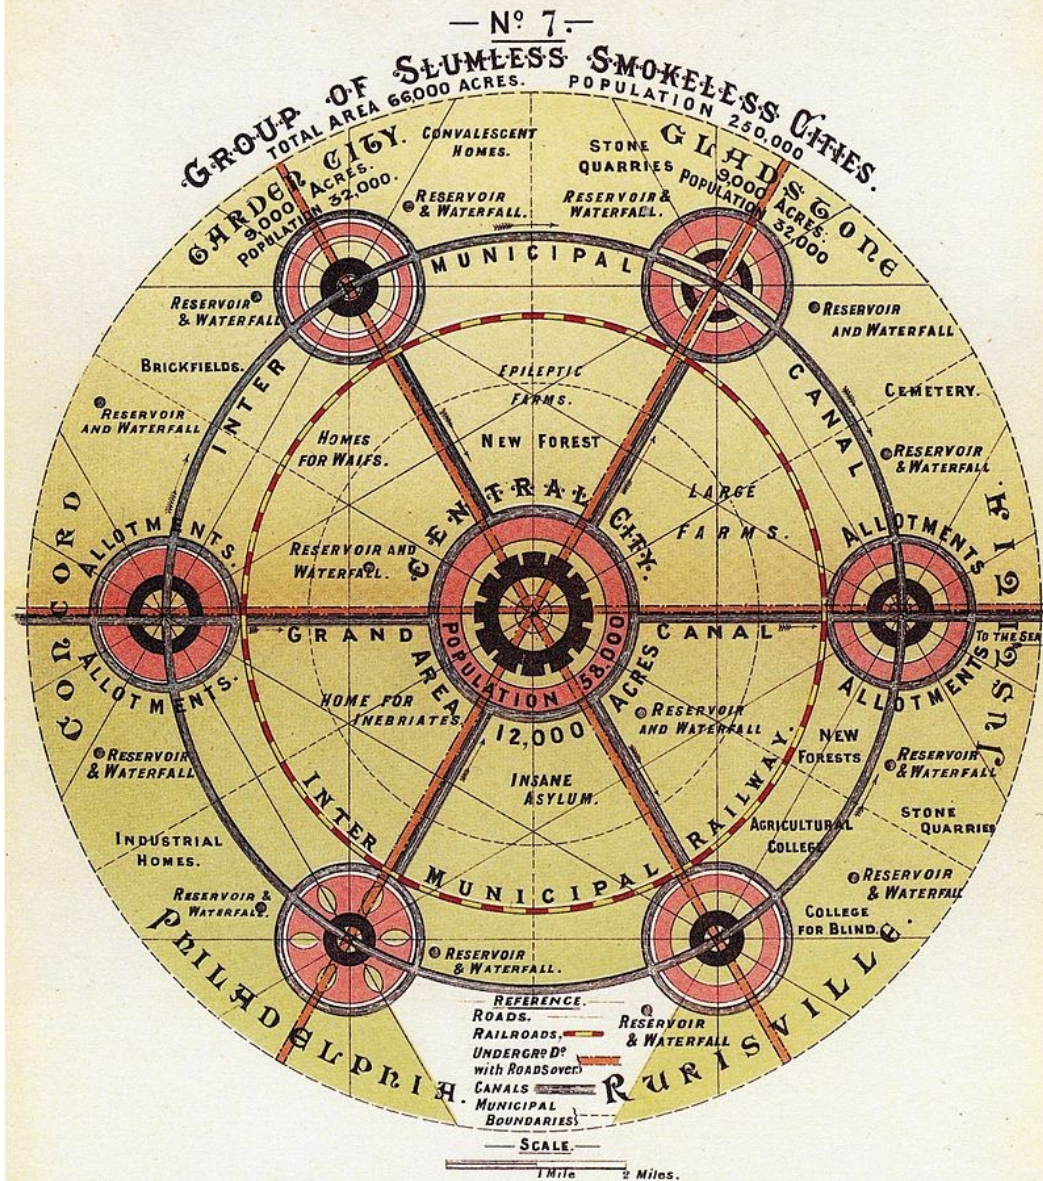 — Nº 7. —
GROUP OF SLUMLESS SMOKELESS CITIES.
TOTAL AREA 66,000 ACRES. POPULATION 250,000
GARDEN CITY.
9,000 ACRES.
POPULATION 32,000.
CONVALESCENT
HOMES.
STONE
QUARRIES
GLADSTONE
9,000 ACRES.
POPULATION 32,000
RESERVOIR
& WATERFALL.
RESERVOIR &
WATERFALL.
INTER MUNICIPAL CANAL
RESERVOIR
& WATERFALL
RESERVOIR
AND WATERFALL
BRICKFIELDS.
EPILEPTIC
FARMS.
CEMETERY.
RESERVOIR
AND WATERFALL
HOMES
FOR WAIFS.
NEW FOREST
RESERVOIR
& WATERFALL
LARGE
FARMS.
CENTRAL CITY.
CONCORD
ALLOTMENTS.
ALLOTMENTS
JUSTITIA
RESERVOIR AND
WATERFALL.
GRAND CANAL
POPULATION 58,000
AREA 12,000 ACRES
TO THE SEA
ALLOTMENTS.
ALLOTMENTS
HOME FOR
INEBRIATES.
RESERVOIR
AND WATERFALL
RESERVOIR
& WATERFALL
NEW
FORESTS
RESERVOIR
& WATERFALL
INSANE
ASYLUM.
INTER MUNICIPAL RAILWAY.
STONE
QUARRIES
INDUSTRIAL
HOMES.
AGRICULTURAL
COLLEGE
RESERVOIR
& WATERFALL
RESERVOIR &
WATERFALL.
COLLEGE
FOR BLIND.
PHILADELPHIA.
RESERVOIR
& WATERFALL.
RURISVILLE.
REFERENCE.
ROADS.
RAILROADS,
UNDERGRD Dº
with ROADS over.
CANALS
MUNICIPAL
BOUNDARIES
RESERVOIR
& WATERFALL
SCALE.
1 Mile 2 Miles.